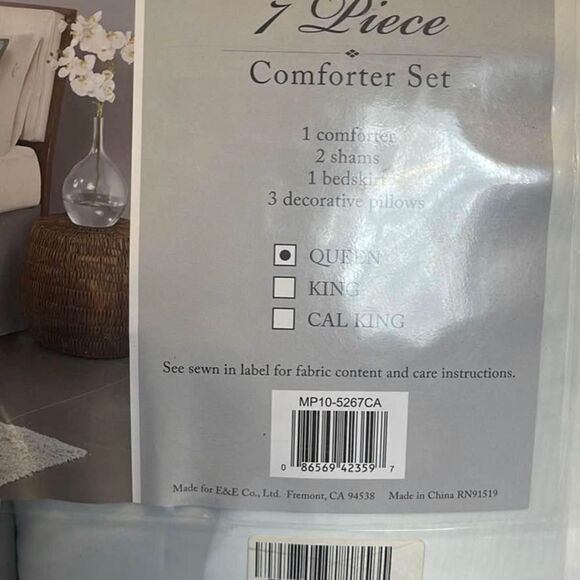 7 Piece
Comforter Set
1 comforter
2 shams
1 bedskirt
3 decorative pillows
QUEEN
KING
CAL KING
See sewn in label for fabric content and care instructions.
MP10-5267CA
0 86569 42359 7
Made for E&E Co., Ltd. Fremont, CA 94538 Made in China RN91519